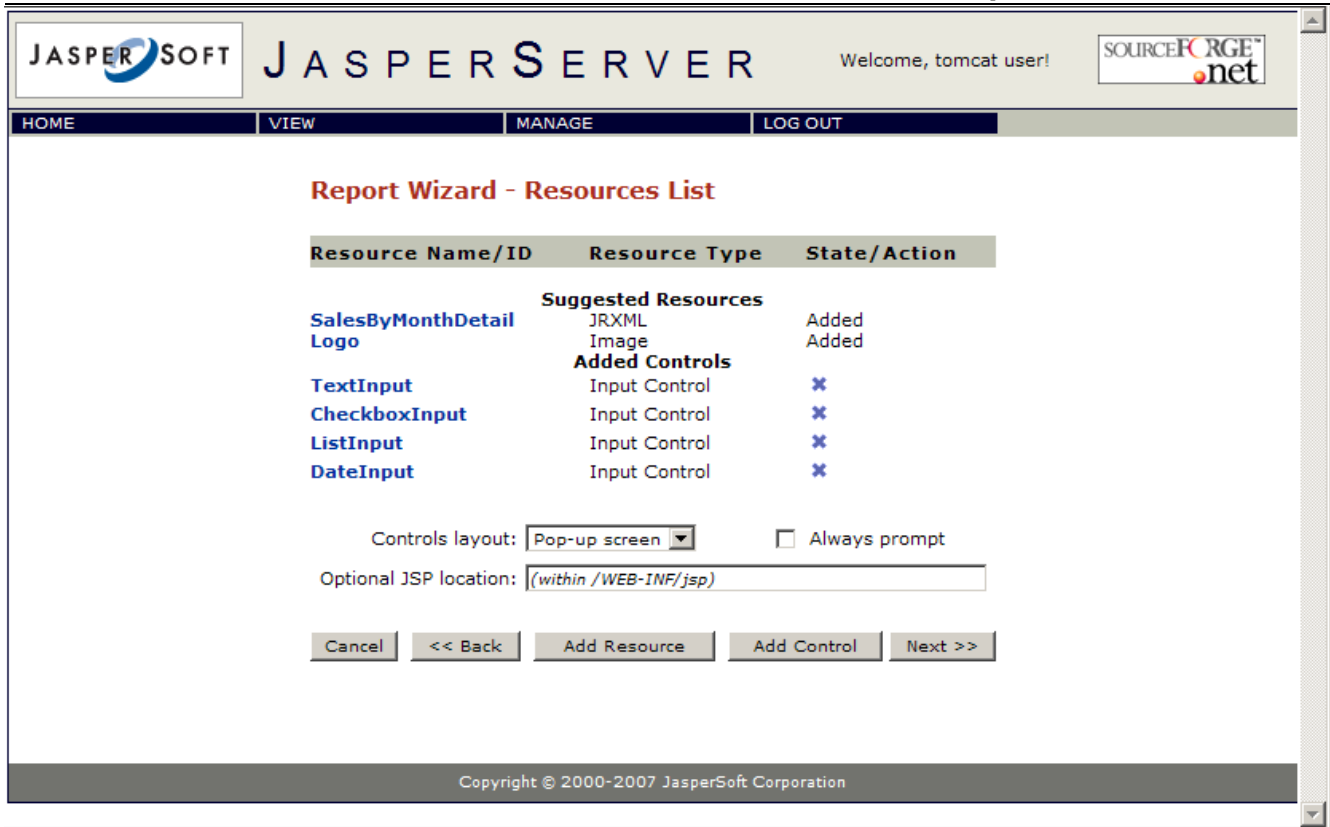 JASPERSOFT JASPERSERVER Welcome, tomcat user! SOURCEFORGE™
.net
HOME VIEW MANAGE LOG OUT
Report Wizard - Resources List
Resource Name/ID Resource Type State/Action
Suggested Resources
SalesByMonthDetail JRXML Added
Logo Image Added
Added Controls
TextInput Input Control
CheckboxInput Input Control
ListInput Input Control
DateInput Input Control
Controls layout: Pop-up screen Always prompt
Optional JSP location: (within /WEB-INF/jsp)
Cancel << Back Add Resource Add Control Next >>
Copyright © 2000-2007 JasperSoft Corporation